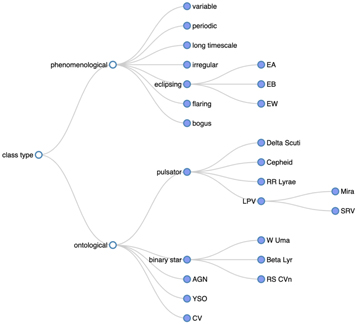 variable
periodic
long timescale
phenomenological
irregular
EA
eclipsing
EB
flaring
EW
bogus
Delta Scuti
class type
Cepheid
pulsator
RR Lyrae
Mira
LPV
SRV
W Uma
ontological
binary star
Beta Lyr
AGN
RS CVn
YSO
CV